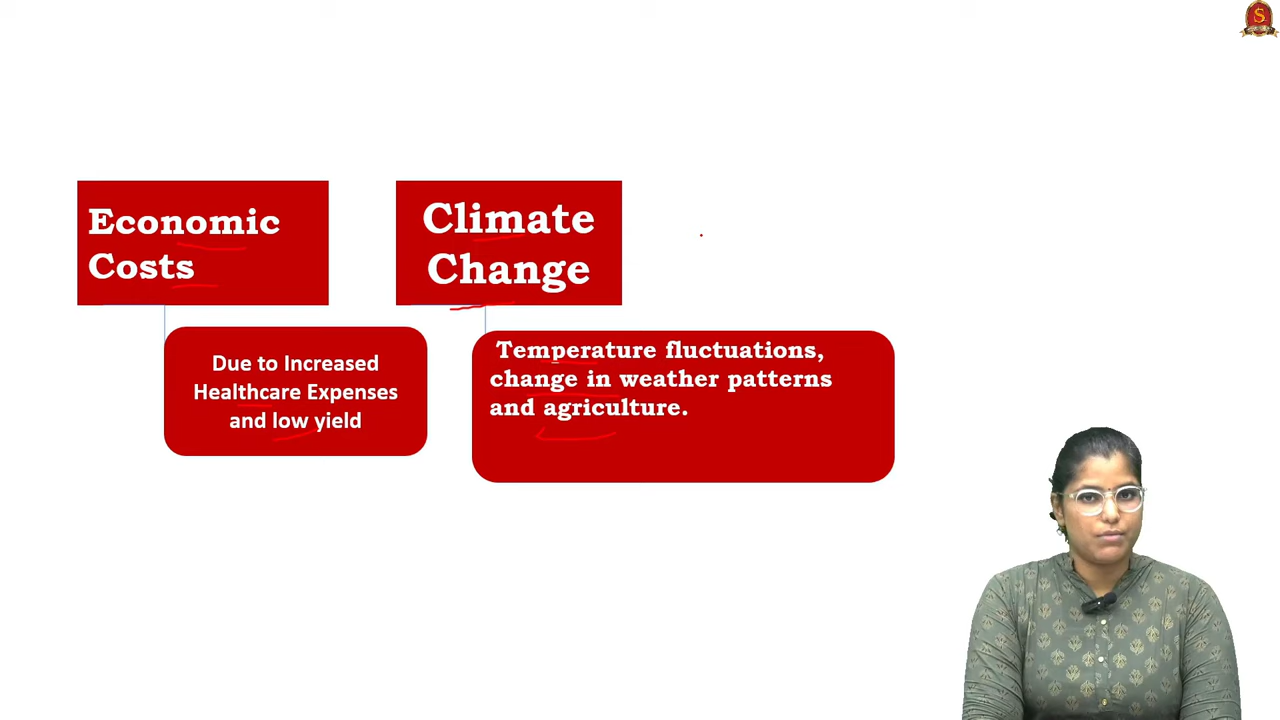 Economic
Costs
Climate
Change
Due to Increased
Healthcare Expenses
and low yield
Temperature fluctuations,
change in weather patterns
and agriculture.
S